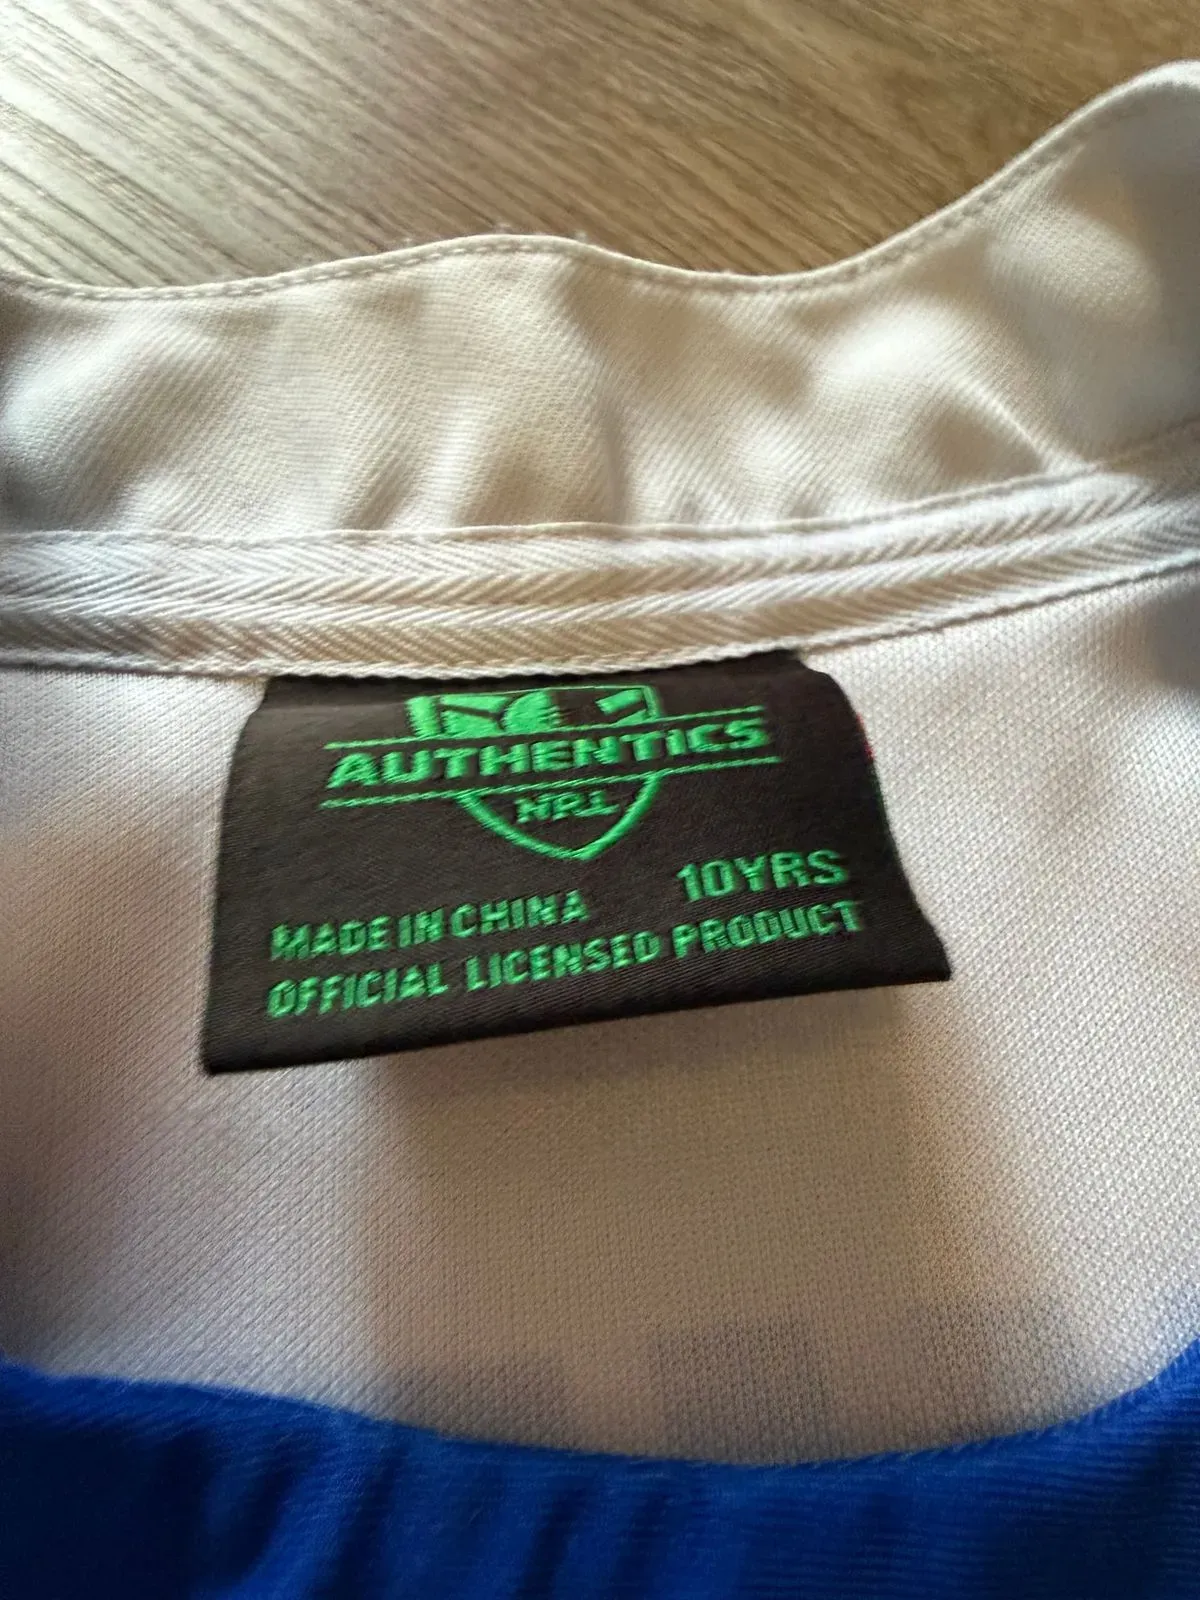 AUTHENTICS
NRL
10YRS
MADE IN CHINA
OFFICIAL LICENSED PRODUCT